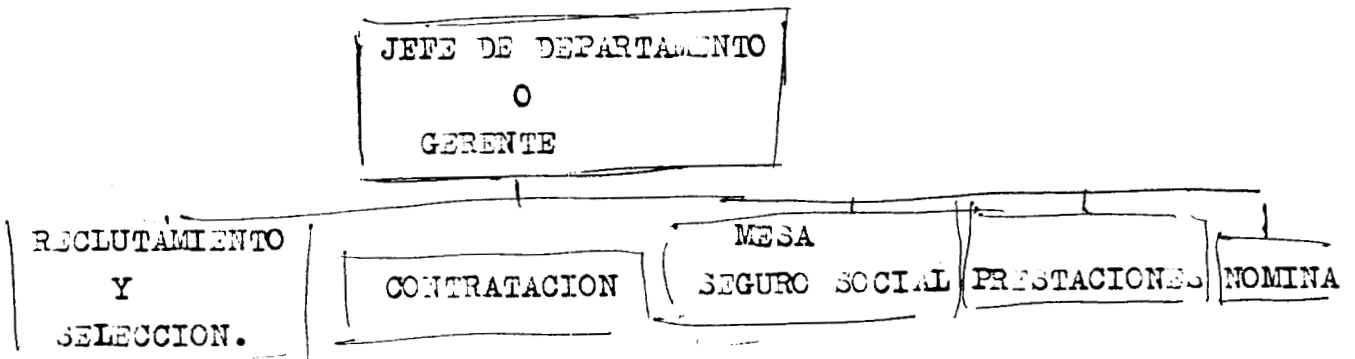 JEFE DE DEPARTAMENTO
O
GERENTE
RECLUTAMIENTO
Y
SELECCION.
CONTRATACION
MESA
SEGURO SOCIAL
PRESTACIONES
NOMINA